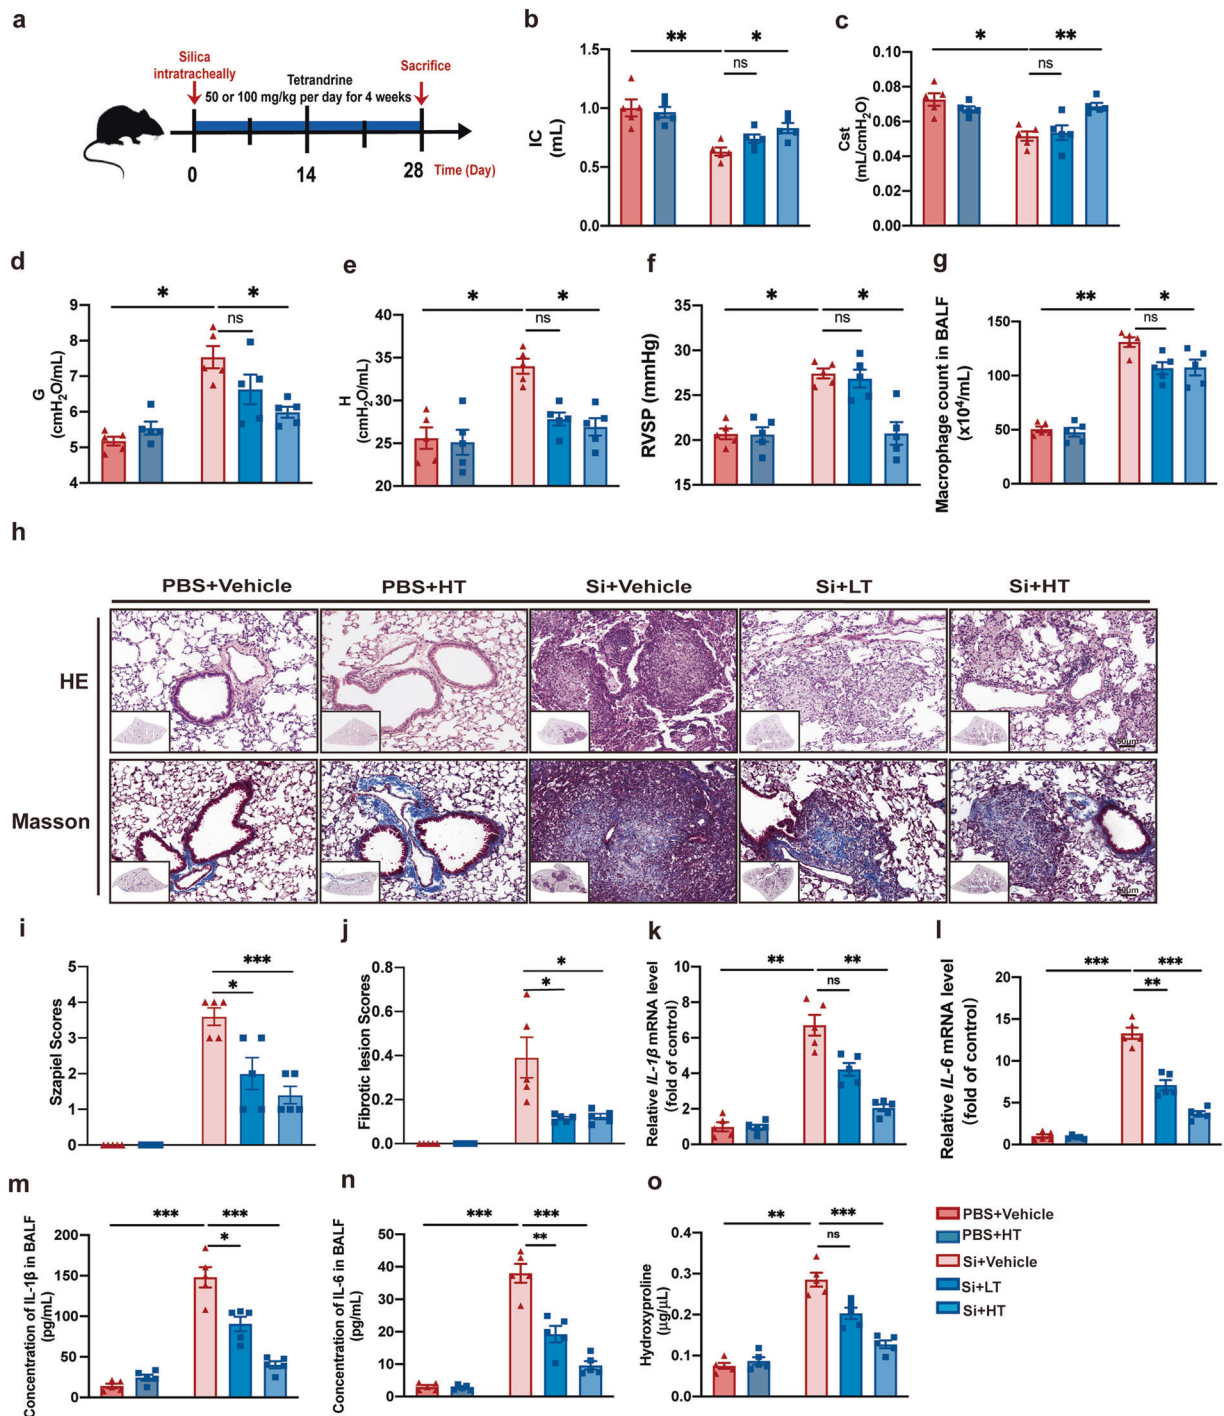 a
Silica
intratracheally
Sacrifice
Tetrandrine
50 or 100 mg/kg per day for 4 weeks
0
14
28
Time (Day)
b
**
*
ns
1.5
1.0
0.5
0.0
IC
(mL)
c
*
**
ns
0.10
0.08
0.06
0.04
0.02
0.00
Cst
(mL/cmH₂O)
d
*
*
ns
9
8
7
6
5
4
G
(cmH₂O/mL)
e
*
*
ns
40
35
30
25
20
H
(cmH₂O/mL)
f
*
*
ns
35
30
25
20
15
RVSP (mmHg)
g
**
*
ns
150
100
50
0
Macrophage count in BALF
(x10⁴/mL)
h
PBS+Vehicle
PBS+HT
Si+Vehicle
Si+LT
Si+HT
HE
Masson
i
***
*
5
4
3
2
1
0
Szapiel Scores
j
*
*
0.8
0.6
0.4
0.2
0.0
Fibrotic lesion Scores
k
**
**
ns
10
8
6
4
2
0
Relative IL-1β mRNA level
(fold of control)
l
***
***
**
20
15
10
5
0
Relative IL-6 mRNA level
(fold of control)
m
***
***
*
200
150
100
50
0
Concentration of IL-1β in BALF
(pg/mL)
n
***
***
**
50
40
30
20
10
0
Concentration of IL-6 in BALF
(pg/mL)
o
**
***
ns
0.4
0.3
0.2
0.1
0.0
Hydroxyproline
(μg/μL)
PBS+Vehicle
PBS+HT
Si+Vehicle
Si+LT
Si+HT